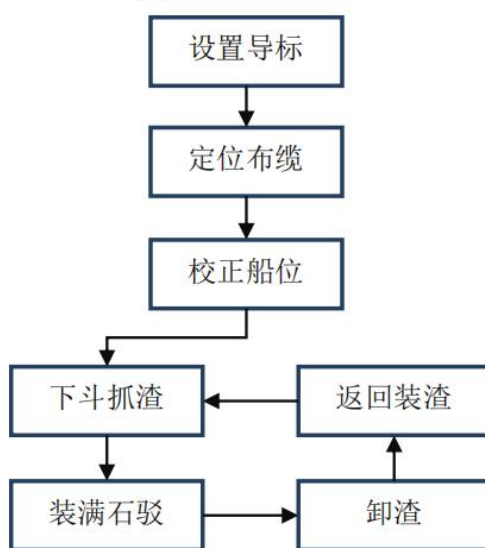 设置导标
定位布缆
校正船位
下斗抓渣
返回装渣
装满石驳
卸渣